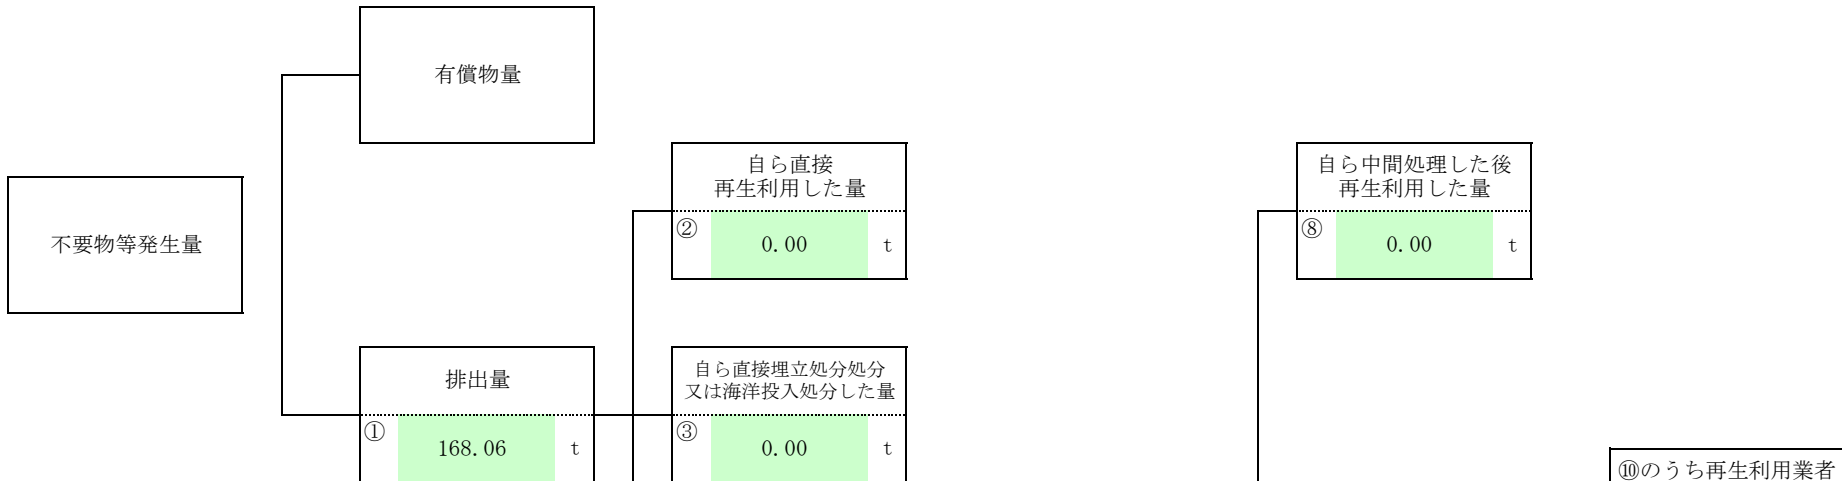 有償物量
自ら直接
再生利用した量
② 0.00 t
自ら中間処理した後
再生利用した量
⑧ 0.00 t
不要物等発生量
排出量
① 168.06 t
自ら直接埋立処分処分
又は海洋投入処分した量
③ 0.00 t
⑩のうち再生利用業者